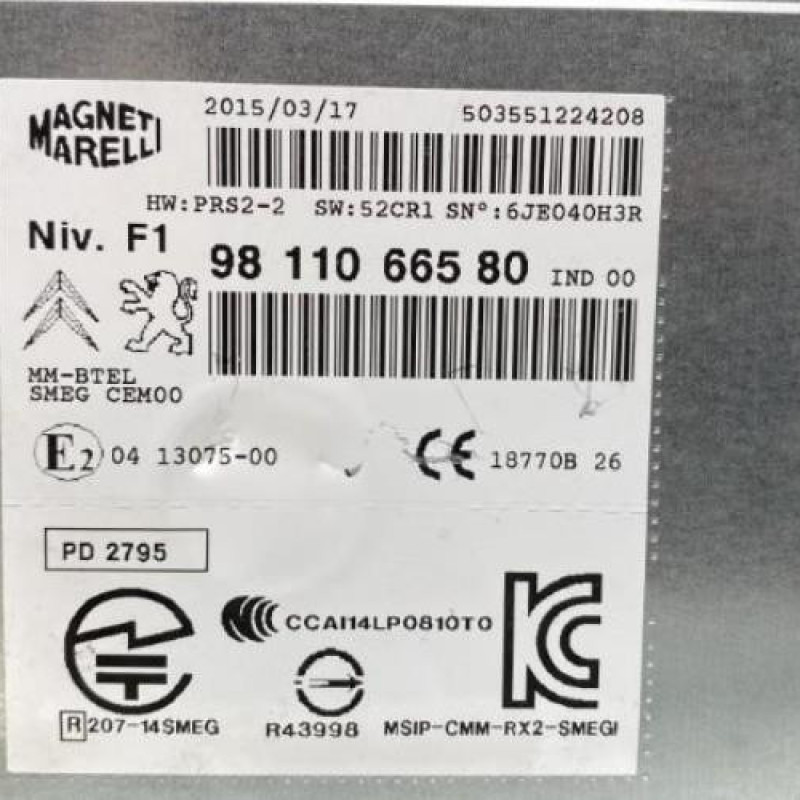 MAGNETI MARELLI
2015/03/17 503551224208
HW:PRS2-2 SW:52CR1 SN°:6JE040H3R
Niv. F1
98 110 665 80 IND 00
MM-BTEL
SMEG CEM00
E2 04 13075-00
CE 18770B 26
PD 2795
CCAI14LP0810T0
KC
R 207-14SMEG
R43998
MSIP-CMM-RX2-SMEGI